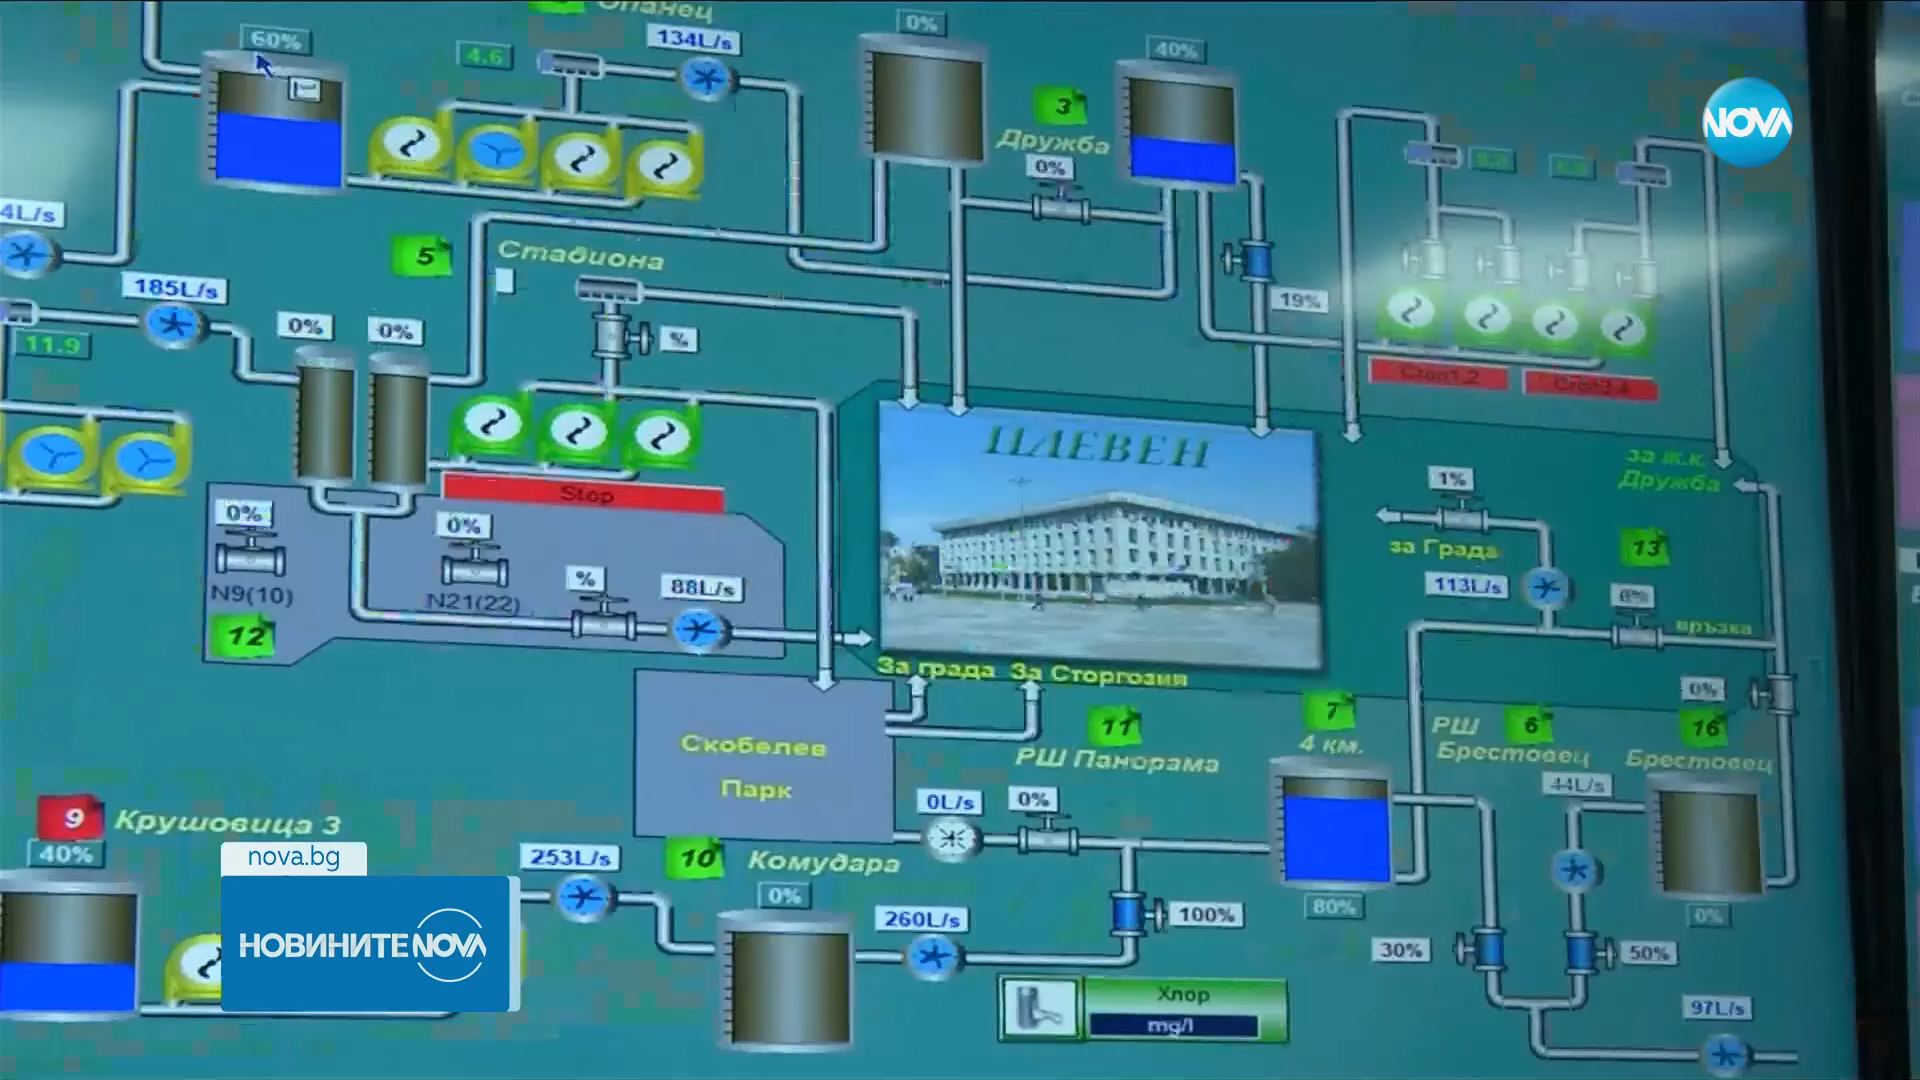 Опанец
60%
4.6
134L/s
0%
40%
3
Дружба
0%
NOVA
4L/s
5
Стадиона
185L/s
0%
0%
11.9
%
19%
Stop
ПЛЕВЕН
за ж.к.
Дружба
1%
за Града
13
113L/s
0%
връзка
0%
0%
N9(10)
N21(22)
12
%
88L/s
За града
За Сторгозия
0%
Скобелев
Парк
11
РШ Панорама
7
4 км.
РШ
Брестовец
6
16
Брестовец
44L/s
9
Крушовица 3
40%
nova.bg
НОВИНИТЕ NOVA
253L/s
10
Комудара
0%
0L/s
0%
260L/s
100%
80%
30%
50%
0%
97L/s
Хлор
mg/l